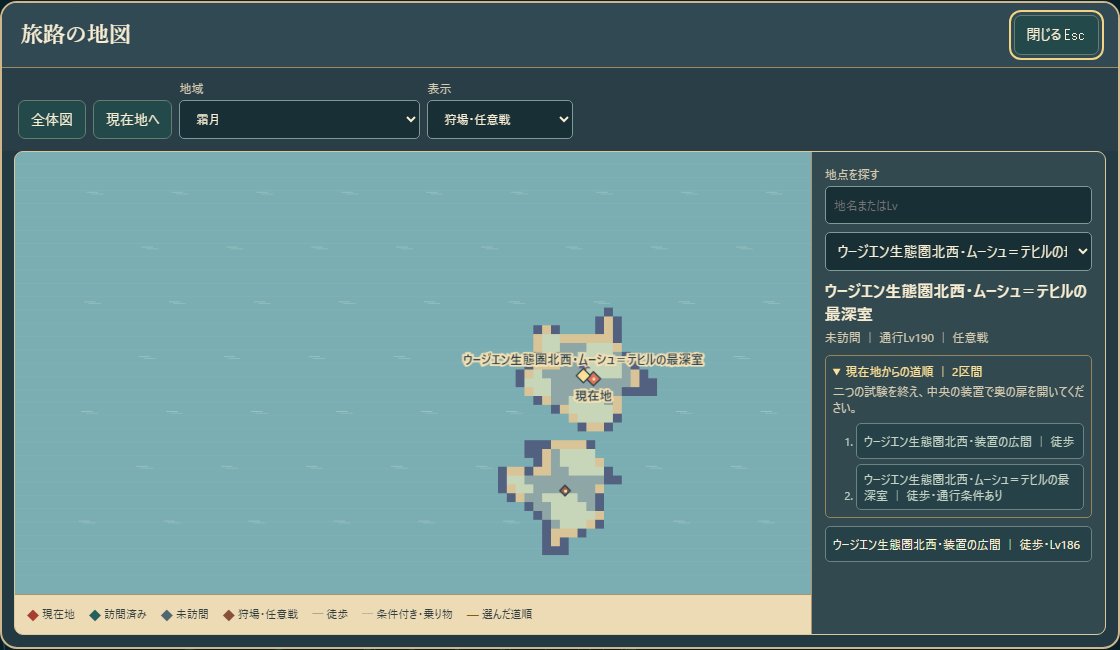 旅路の地図
閉じる Esc
地域
表示
全体図
現在地へ
霜月
狩場・任意戦
地点を探す
地名またはLv
ウージエン生態圏北西・ムーシュ＝テヒルの
ウージエン生態圏北西・ムーシュ＝テヒルの
最深室
未訪問 ｜ 通行Lv190 ｜ 任意戦
▼ 現在地からの道順 ｜ 2区間
二つの試験を終え、中央の装置で奥の扉を開いてくだ
さい。
1. ウージエン生態圏北西・装置の広間 ｜ 徒歩
ウージエン生態圏北西・ムーシュ＝テヒルの最
2. 深室 ｜ 徒歩・通行条件あり
ウージエン生態圏北西・装置の広間 ｜ 徒歩・Lv186
ウージエン生態圏北西・ムーシュ＝テヒルの最深室
現在地
現在地
訪問済み
未訪問
狩場・任意戦
徒歩
条件付き・乗り物
選んだ道順